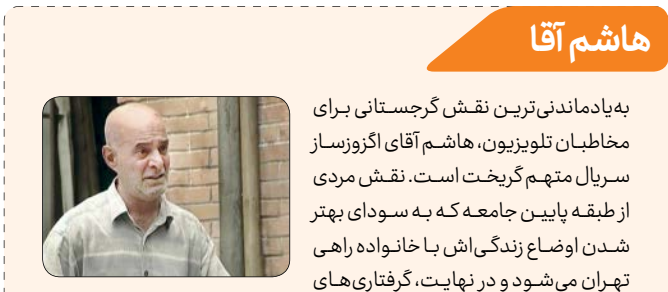 هاشم آقا
به‌یادماندنی‌ترین نقش گرجستانی برای
مخاطبان تلویزیون، هاشم آقای اگزوزساز
سریال متهم گریخت است. نقش مردی
از طبقه پایین جامعه که به سودای بهتر
شدن اوضاع زندگی‌اش با خانواده راهی
تهران می‌شود و در نهایت، گرفتاری‌های